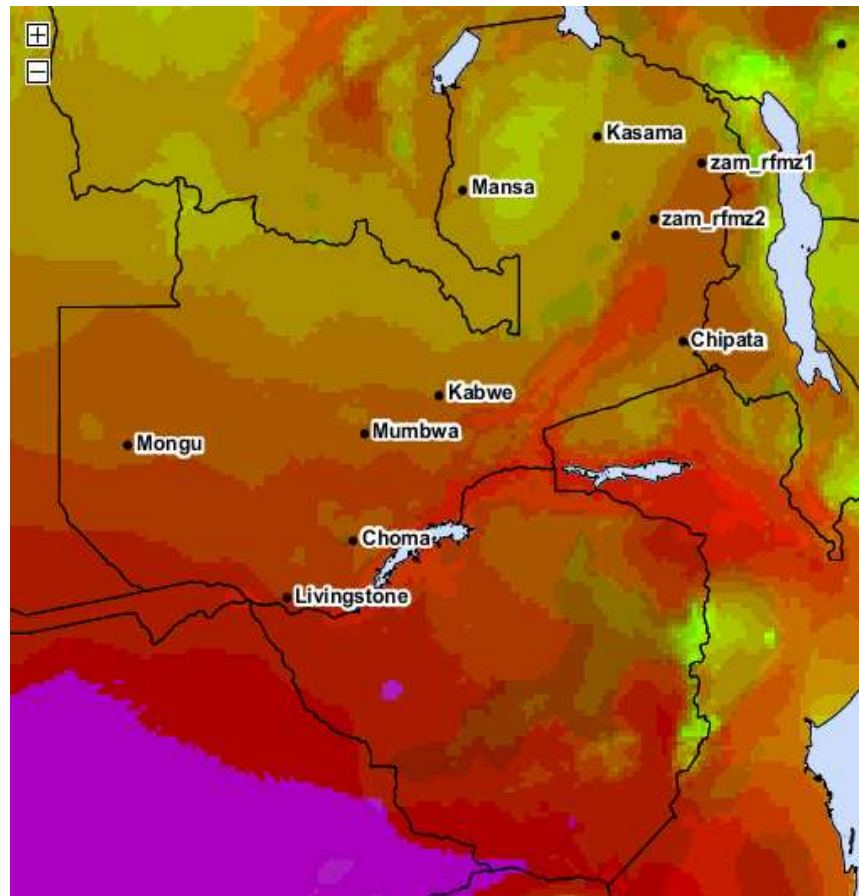 +
−
Kasama
zam_rfmz1
Mansa
zam_rfmz2
Chipata
Kabwe
Mumbwa
Mongu
Choma
Livingstone